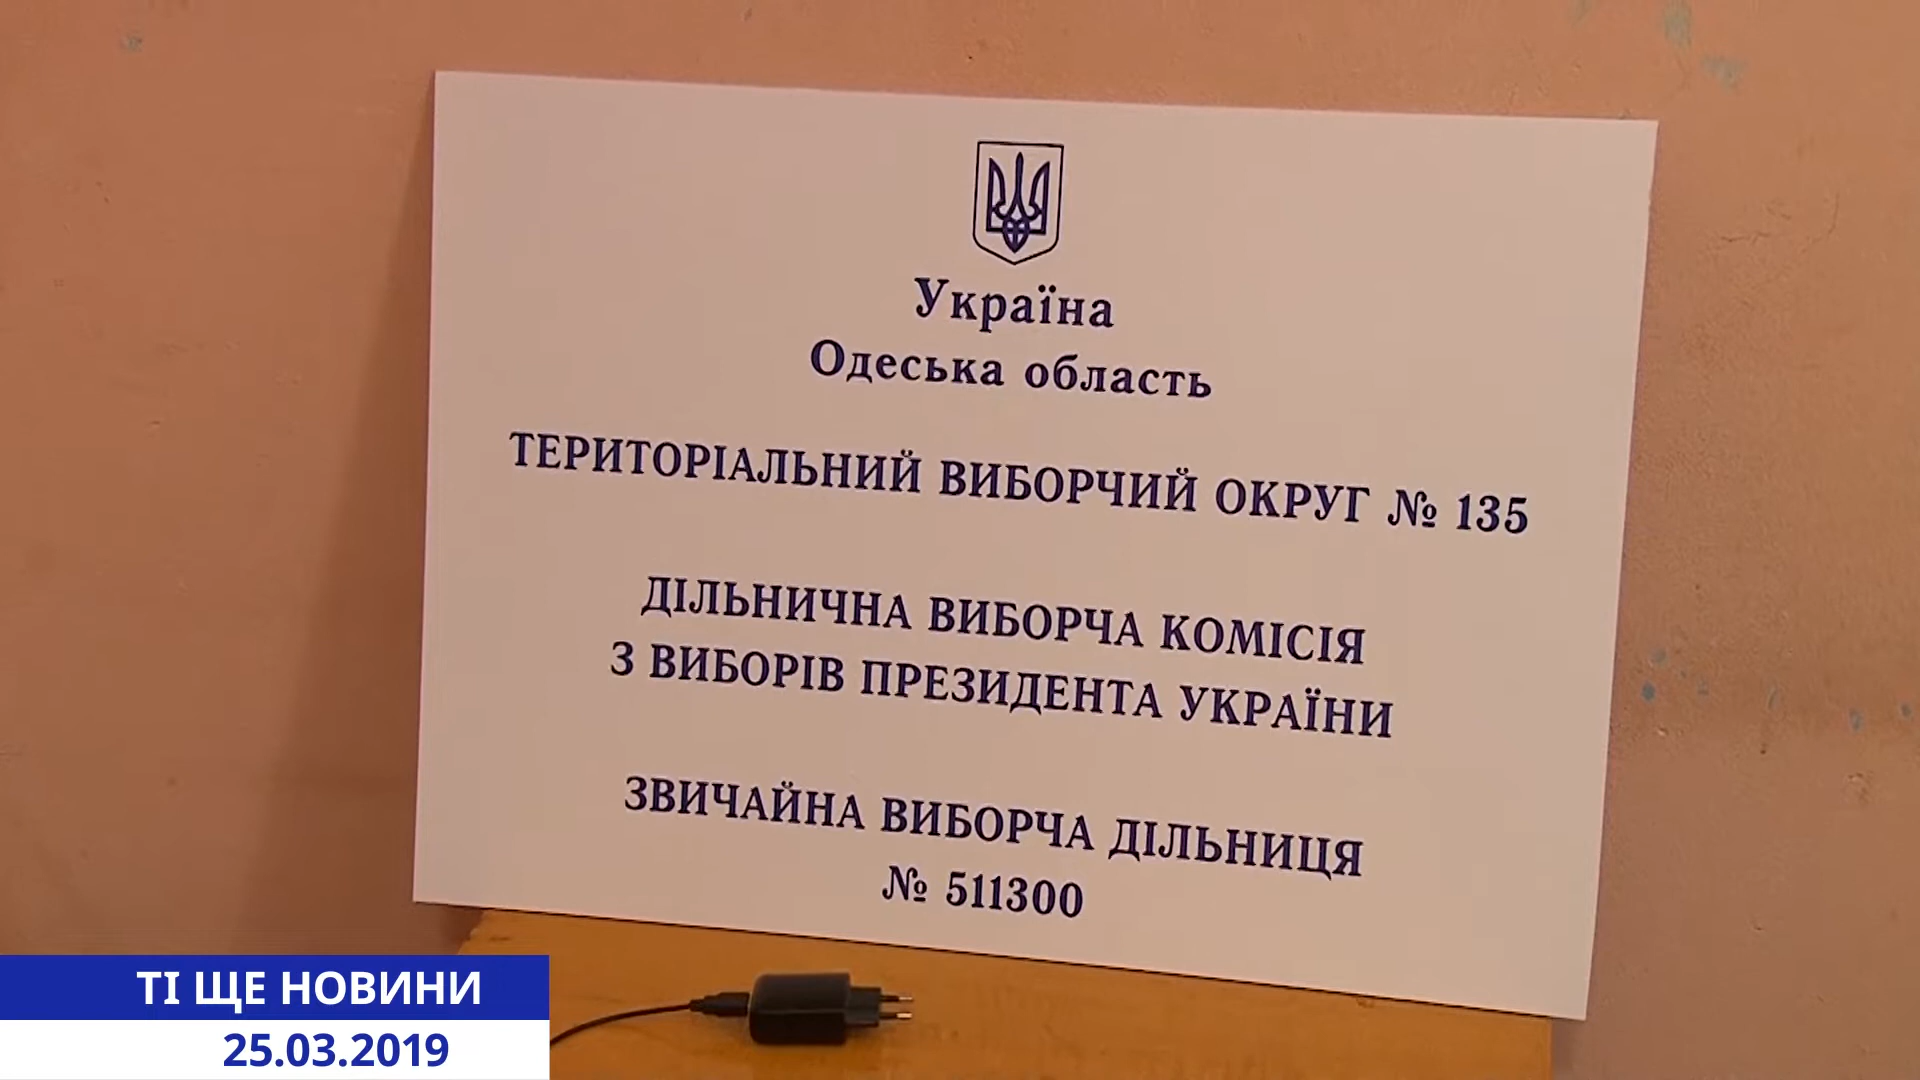 Україна
Одеська область
ТЕРИТОРІАЛЬНИЙ ВИБОРЧИЙ ОКРУГ № 135
ДІЛЬНИЧНА ВИБОРЧА КОМІСІЯ
З ВИБОРІВ ПРЕЗИДЕНТА УКРАЇНИ
ЗВИЧАЙНА ВИБОРЧА ДІЛЬНИЦЯ
№ 511300
ТІ ЩЕ НОВИНИ
25.03.2019